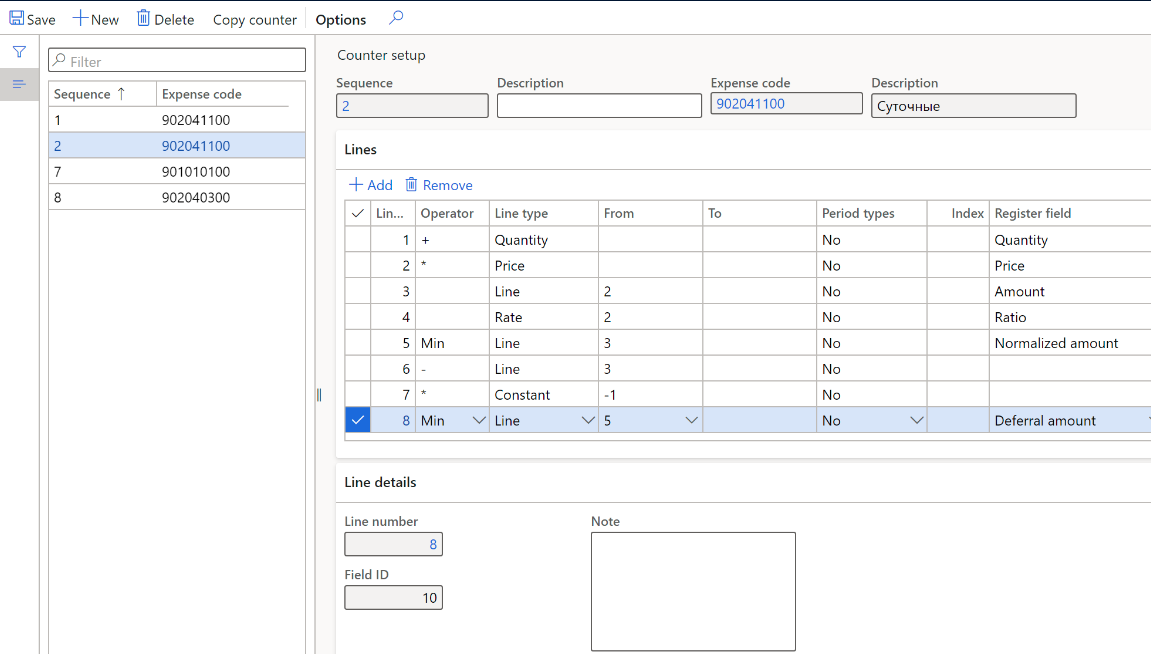 Save New Delete Copy counter Options
Filter
Sequence ↑ Expense code
1 902041100
2 902041100
7 901010100
8 902040300
Counter setup
Sequence Description Expense code Description
2 902041100 Суточные
Lines
Add Remove
Lin... Operator Line type From To Period types Index Register field
1 + Quantity No Quantity
2 * Price No Price
3 Line 2 No Amount
4 Rate 2 No Ratio
5 Min Line 3 No Normalized amount
6 - Line 3 No
7 * Constant -1 No
8 Min Line 5 No Deferral amount
Line details
Line number Note
8
Field ID
10